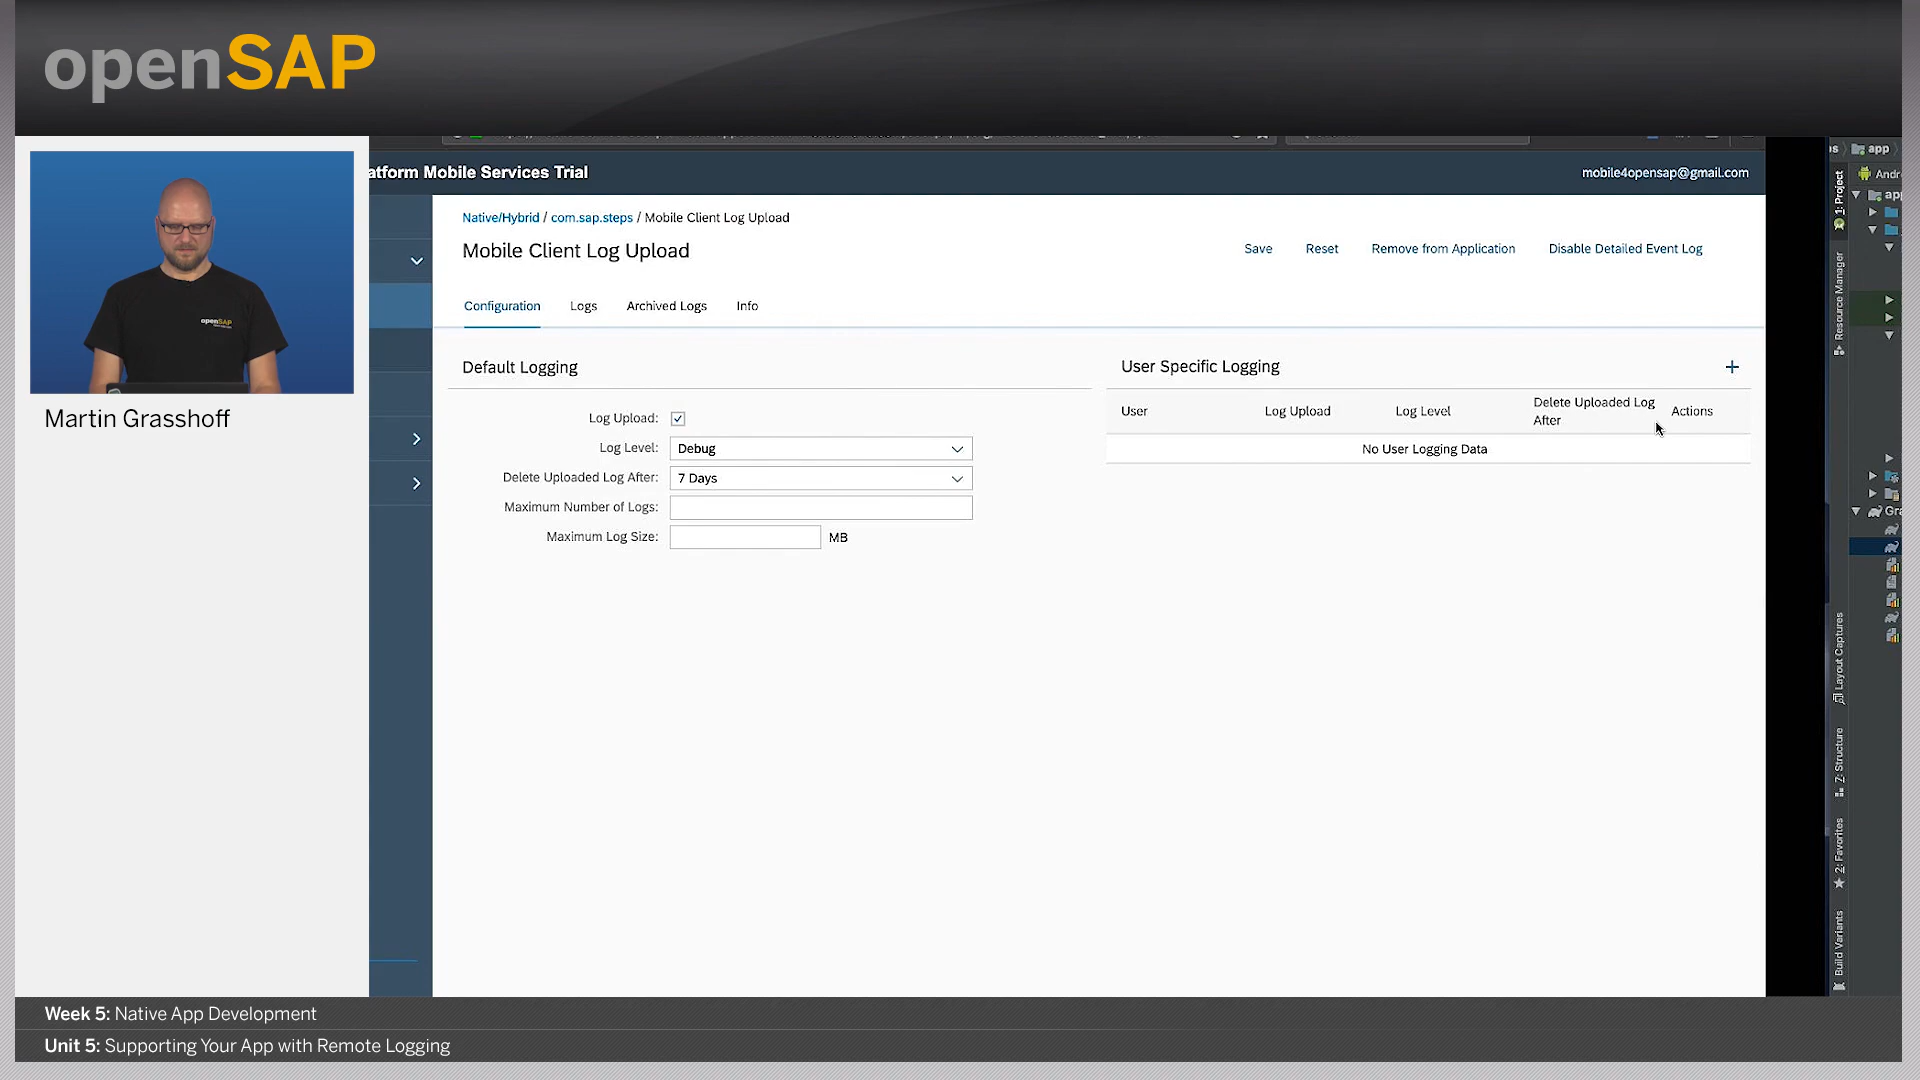 openSAP
atform Mobile Services Trial
mobile4opensap@gmail.com
Native/Hybrid / com.sap.steps / Mobile Client Log Upload
Mobile Client Log Upload
Save Reset Remove from Application Disable Detailed Event Log
Configuration Logs Archived Logs Info
Default Logging
Log Upload:
Log Level: Debug
Delete Uploaded Log After: 7 Days
Maximum Number of Logs:
Maximum Log Size: MB
User Specific Logging
User Log Upload Log Level Delete Uploaded Log After Actions
No User Logging Data
app
Andr
ap
Gra
1: Project
Resource Manager
Layout Captures
7: Structure
2: Favorites
Build Variants
openSAP
Martin Grasshoff
Week 5: Native App Development
Unit 5: Supporting Your App with Remote Logging